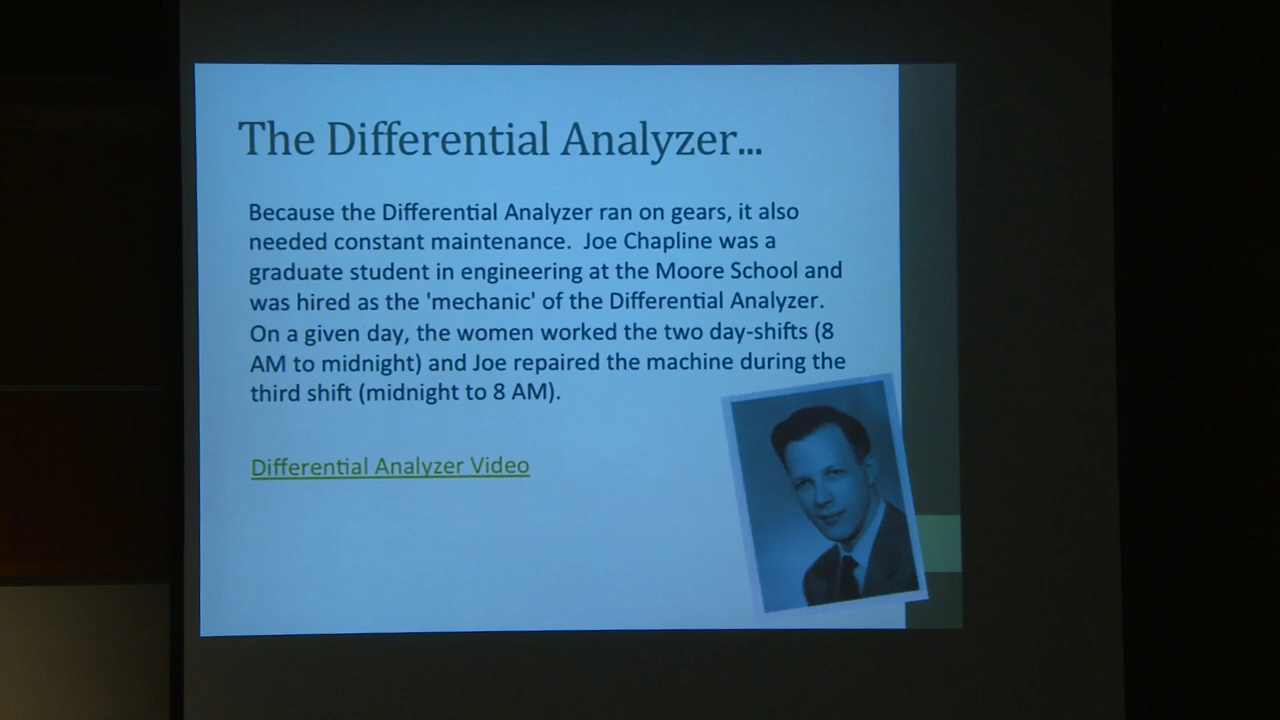 The Differential Analyzer...
Because the Differential Analyzer ran on gears, it also
needed constant maintenance.  Joe Chapline was a
graduate student in engineering at the Moore School and
was hired as the 'mechanic' of the Differential Analyzer.
On a given day, the women worked the two day-shifts (8
AM to midnight) and Joe repaired the machine during the
third shift (midnight to 8 AM).
Differential Analyzer Video